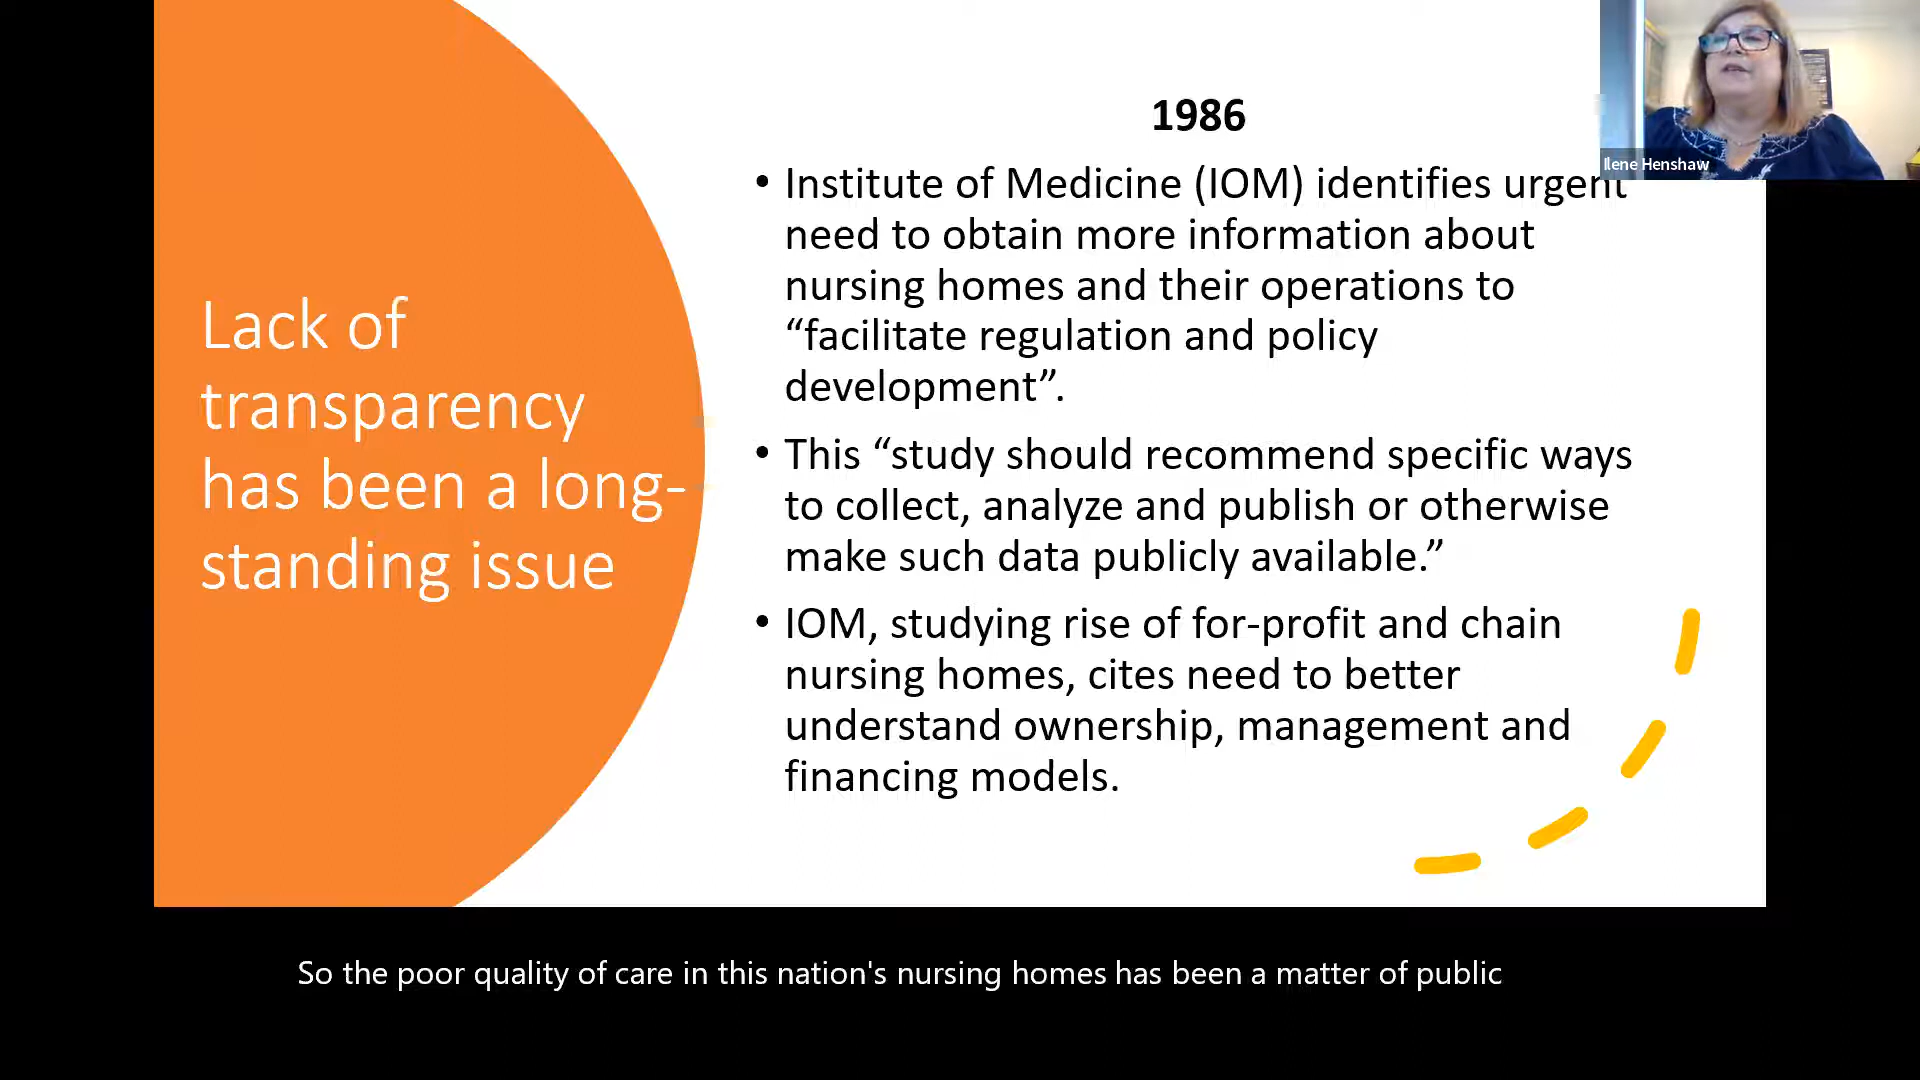 Lack of
transparency
has been a long-
standing issue
1986
• Institute of Medicine (IOM) identifies urgent
need to obtain more information about
nursing homes and their operations to
“facilitate regulation and policy
development”.
• This “study should recommend specific ways
to collect, analyze and publish or otherwise
make such data publicly available.”
• IOM, studying rise of for-profit and chain
nursing homes, cites need to better
understand ownership, management and
financing models.
Ilene Henshaw
So the poor quality of care in this nation's nursing homes has been a matter of public